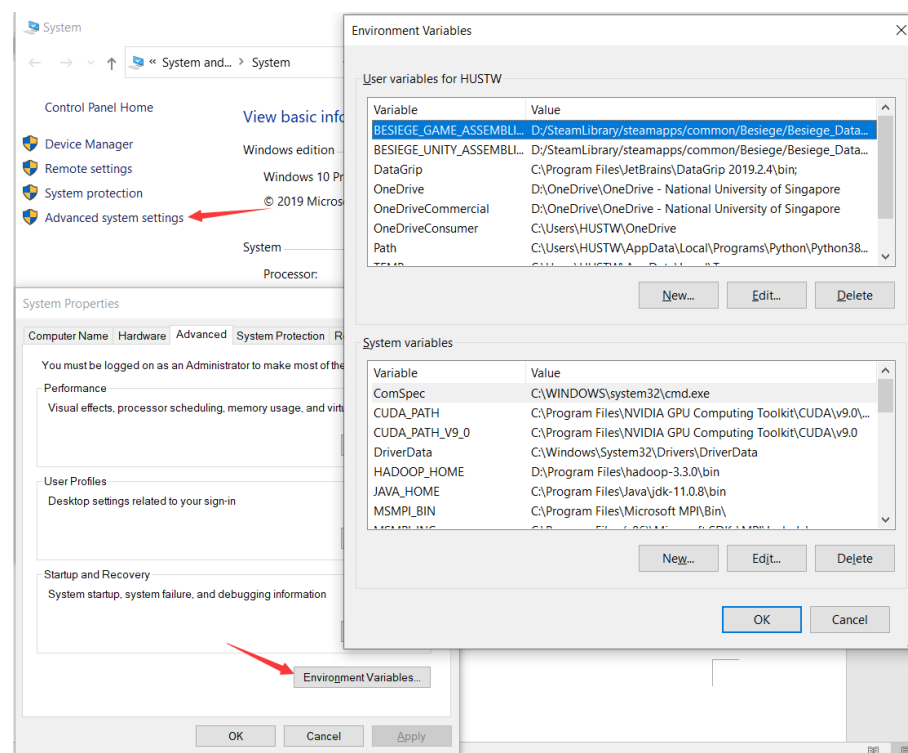 System
« System and... > System
Control Panel Home
Device Manager
Remote settings
System protection
Advanced system settings
View basic info
Windows edition
Windows 10 Pr
© 2019 Micros
System
Processor:
System Properties
Computer Name Hardware Advanced System Protection R
You must be logged on as an Administrator to make most of the
Performance
Visual effects, processor scheduling, memory usage, and virtu
User Profiles
Desktop settings related to your sign-in
Startup and Recovery
System startup, system failure, and debugging information
Environment Variables...
OK Cancel Apply
Environment Variables
User variables for HUSTW
Variable Value
BESIEGE_GAME_ASSEMBLI... D:/SteamLibrary/steamapps/common/Besiege/Besiege_Data...
BESIEGE_UNITY_ASSEMBLI... D:/SteamLibrary/steamapps/common/Besiege/Besiege_Data...
DataGrip C:\Program Files\JetBrains\DataGrip 2019.2.4\bin;
OneDrive D:\OneDrive\OneDrive - National University of Singapore
OneDriveCommercial D:\OneDrive\OneDrive - National University of Singapore
OneDriveConsumer C:\Users\HUSTW\OneDrive
Path C:\Users\HUSTW\AppData\Local\Programs\Python\Python38...
New... Edit... Delete
System variables
Variable Value
ComSpec C:\WINDOWS\system32\cmd.exe
CUDA_PATH C:\Program Files\NVIDIA GPU Computing Toolkit\CUDA\v9.0\...
CUDA_PATH_V9_0 C:\Program Files\NVIDIA GPU Computing Toolkit\CUDA\v9.0
DriverData C:\Windows\System32\Drivers\DriverData
HADOOP_HOME D:\Program Files\hadoop-3.3.0\bin
JAVA_HOME C:\Program Files\Java\jdk-11.0.8\bin
MSMPI_BIN C:\Program Files\Microsoft MPI\Bin\
New... Edit... Delete
OK Cancel